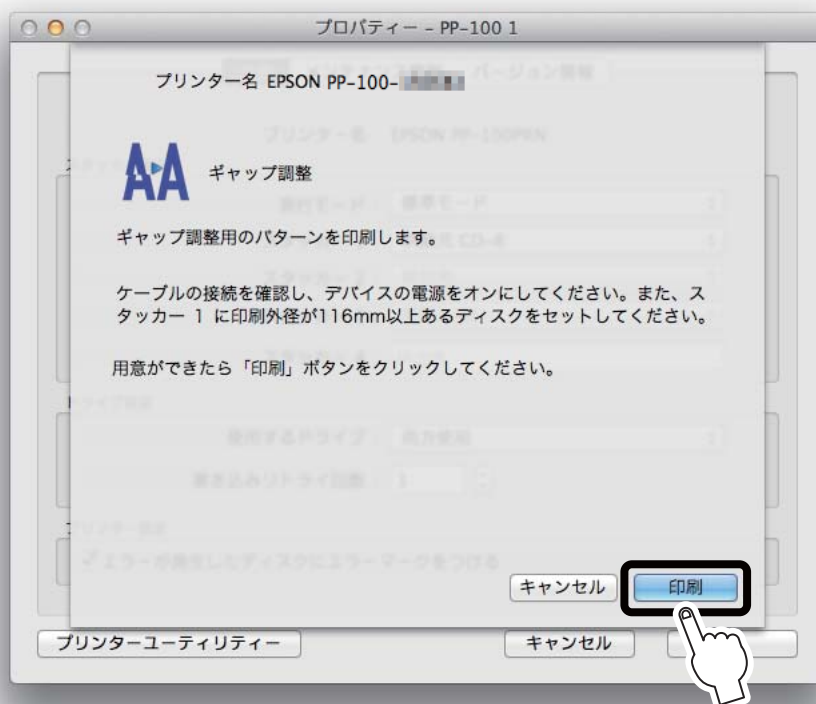 プロパティー – PP-100 1
プリンター名 EPSON PP-100-
ギャップ調整
ギャップ調整用のパターンを印刷します。
ケーブルの接続を確認し、デバイスの電源をオンにしてください。また、ス
タッカー 1 に印刷外径が116mm以上あるディスクをセットしてください。
用意ができたら「印刷」ボタンをクリックしてください。
キャンセル 印刷
プリンターユーティリティー キャンセル